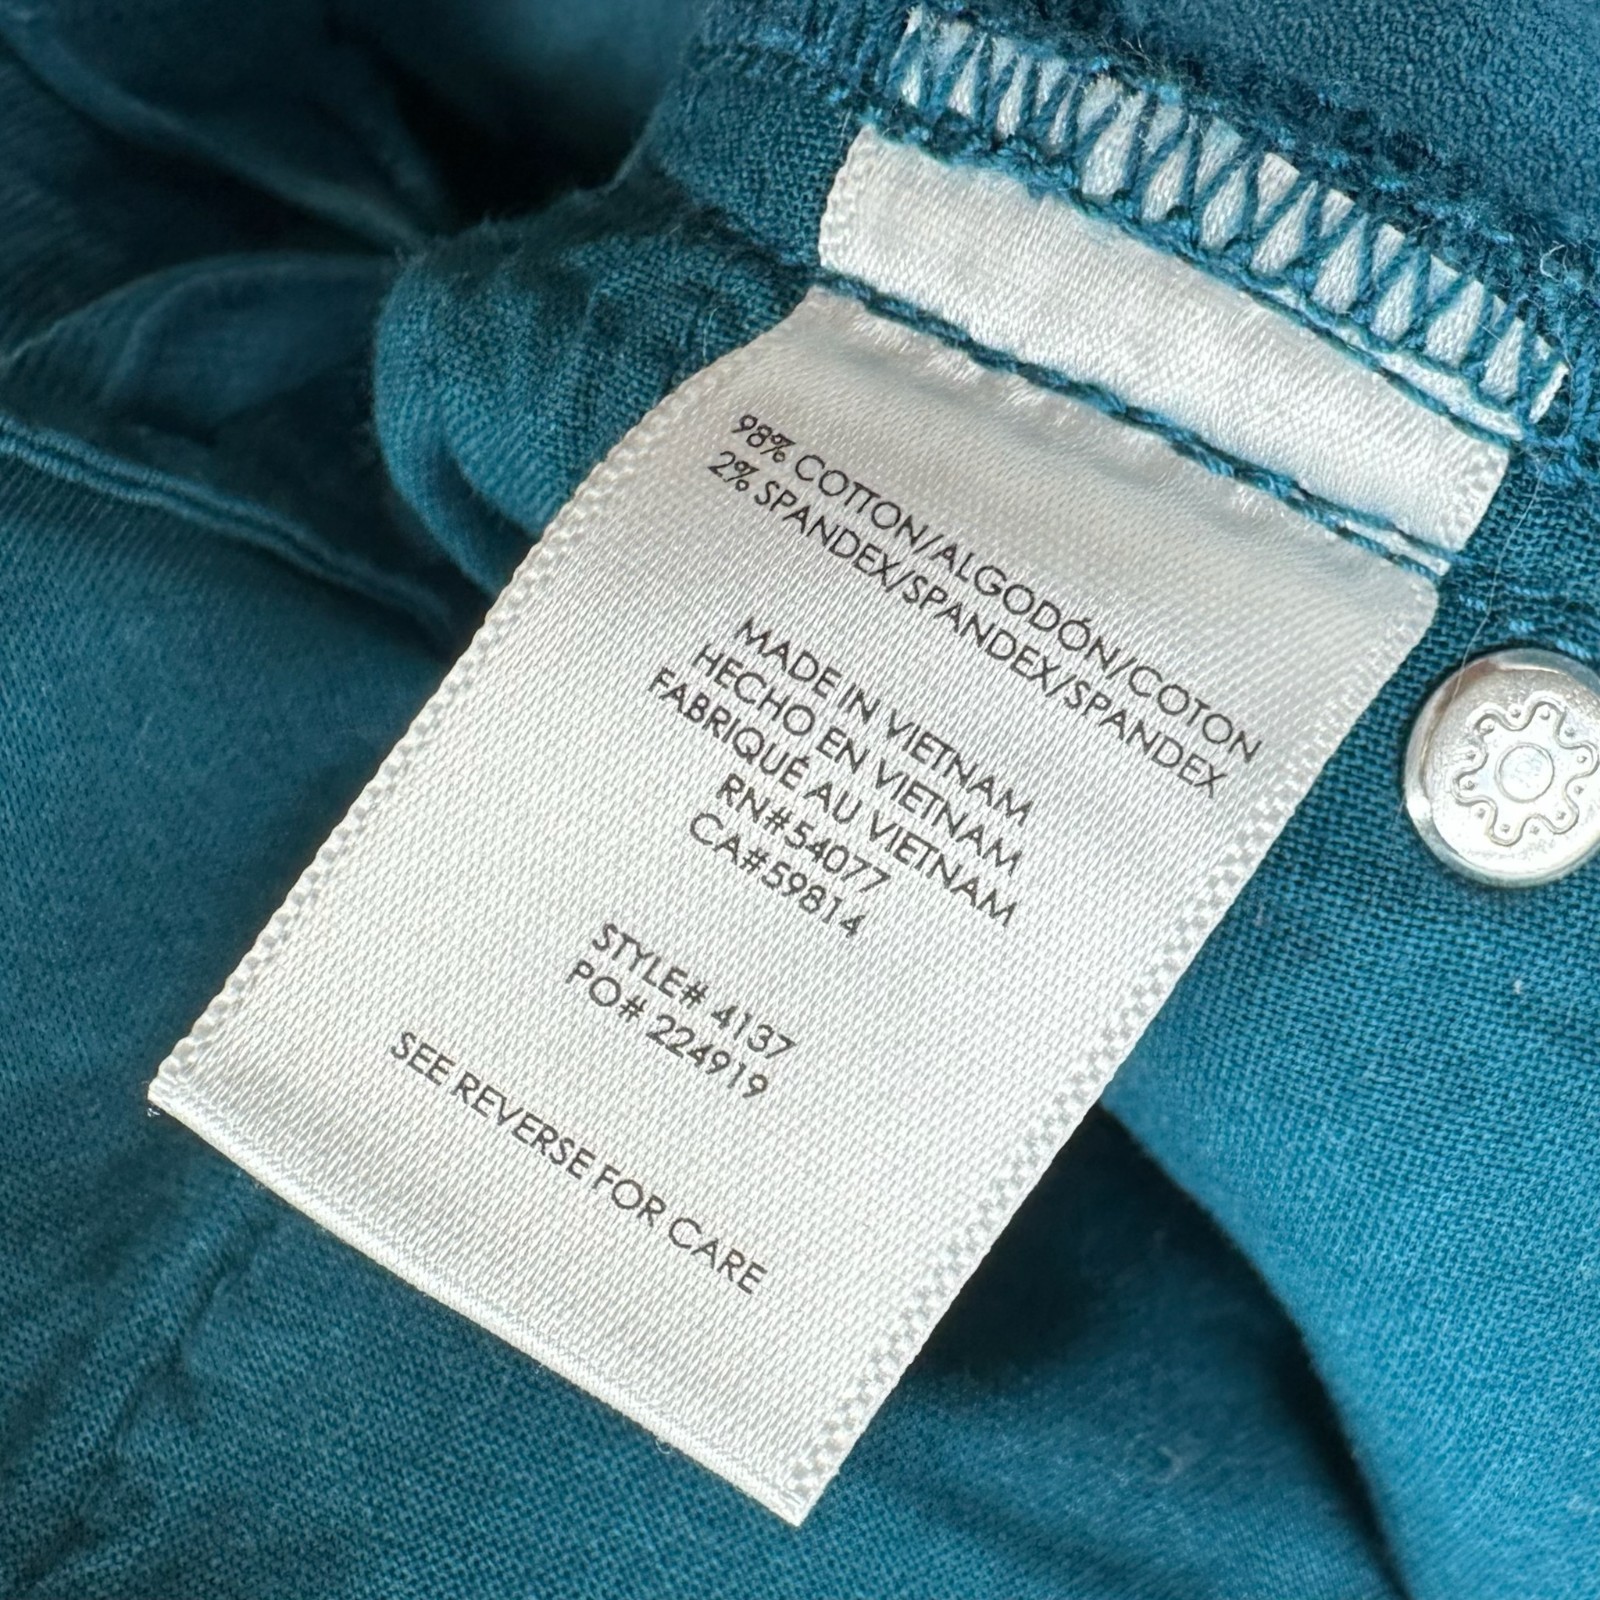 98% COTTON/ALGODÓN/COTON
2% SPANDEX/SPANDEX/SPANDEX
MADE IN VIETNAM
HECHO EN VIETNAM
FABRIQUÉ AU VIETNAM
RN#54077
CA#59814
STYLE# 4137
PO# 224919
SEE REVERSE FOR CARE